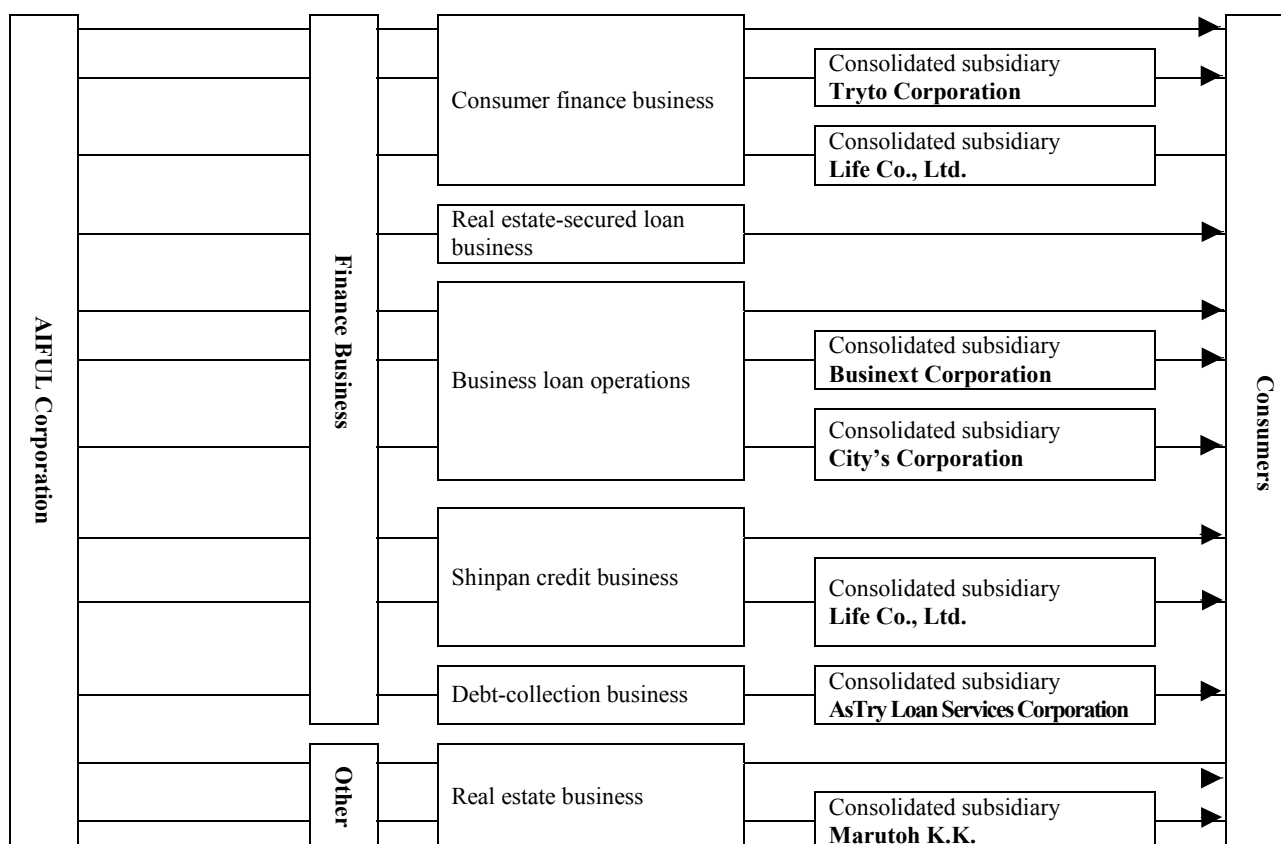 AIFUL Corporation
Finance Business
Consumer finance business
Consolidated subsidiary
Tryto Corporation
Consolidated subsidiary
Life Co., Ltd.
Real estate-secured loan
business
Business loan operations
Consolidated subsidiary
Businext Corporation
Consolidated subsidiary
City’s Corporation
Shinpan credit business
Consolidated subsidiary
Life Co., Ltd.
Debt-collection business
Consolidated subsidiary
AsTry Loan Services Corporation
Other
Real estate business
Consolidated subsidiary
Marutoh K.K.
Consumers